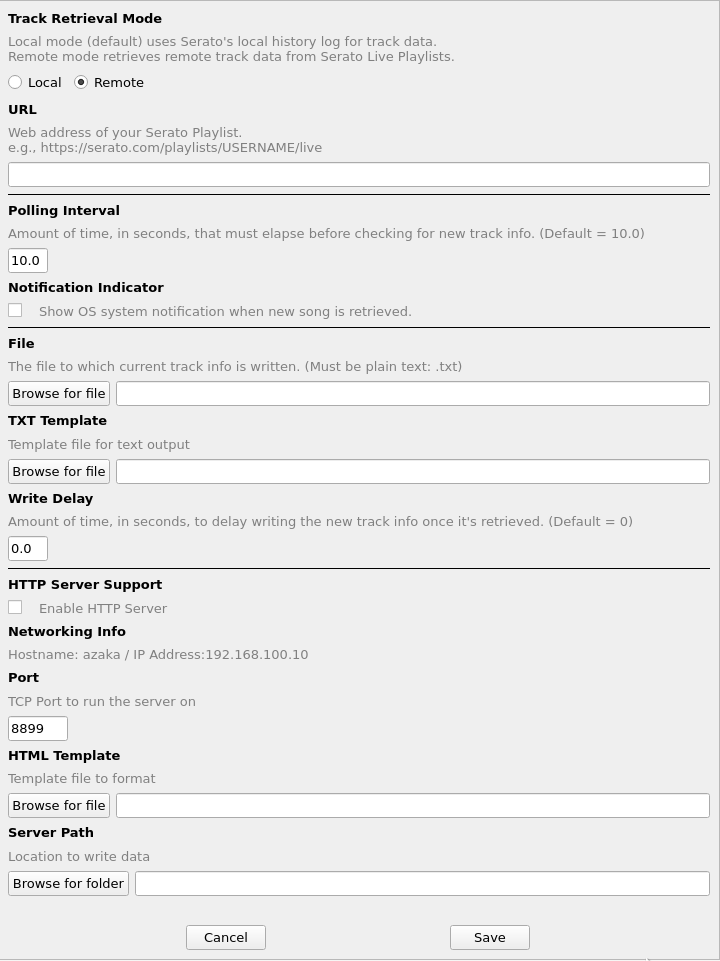 Track Retrieval Mode
Local mode (default) uses Serato's local history log for track data.
Remote mode retrieves remote track data from Serato Live Playlists.
Local Remote
URL
Web address of your Serato Playlist.
e.g., https://serato.com/playlists/USERNAME/live
Polling Interval
Amount of time, in seconds, that must elapse before checking for new track info. (Default = 10.0)
10.0
Notification Indicator
Show OS system notification when new song is retrieved.
File
The file to which current track info is written. (Must be plain text: .txt)
Browse for file
TXT Template
Template file for text output
Browse for file
Write Delay
Amount of time, in seconds, to delay writing the new track info once it's retrieved. (Default = 0)
0.0
HTTP Server Support
Enable HTTP Server
Networking Info
Hostname: azaka / IP Address:192.168.100.10
Port
TCP Port to run the server on
8899
HTML Template
Template file to format
Browse for file
Server Path
Location to write data
Browse for folder
Cancel Save